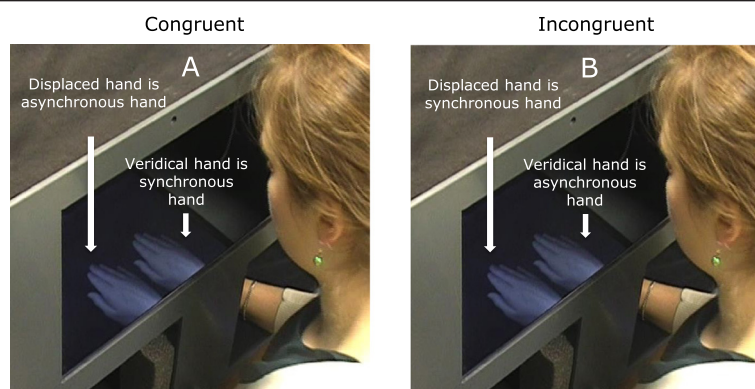 Congruent
Incongruent
A
Displaced hand is
asynchronous hand
Veridical hand is
synchronous
hand
B
Displaced hand is
synchronous hand
Veridical hand is
asynchronous
hand